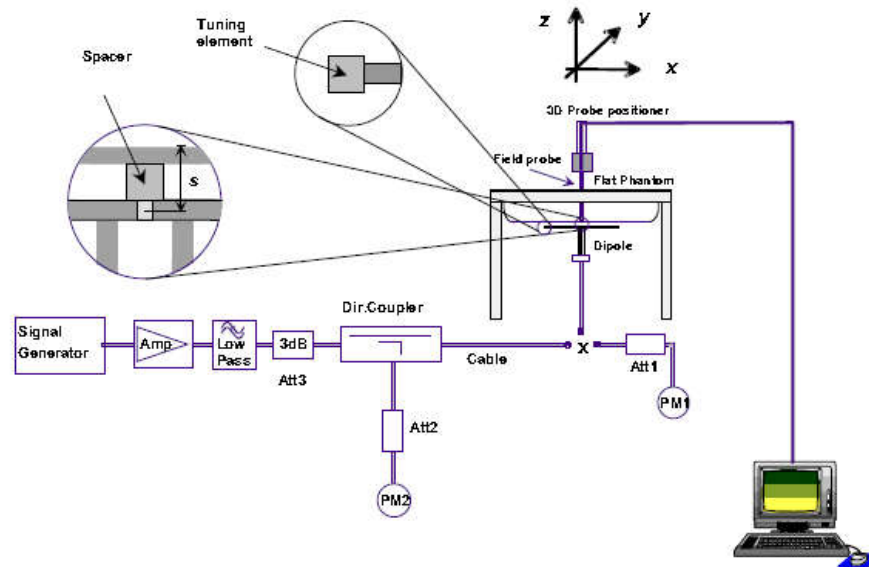 Tuning
element
z
y
x
Spacer
3D Probe positioner
s
Field probe
Flat Phantom
Dipole
Dir.Coupler
Signal
Generator
Amp
Low
Pass
3dB
Att3
Cable
x
Att1
PM1
Att2
PM2